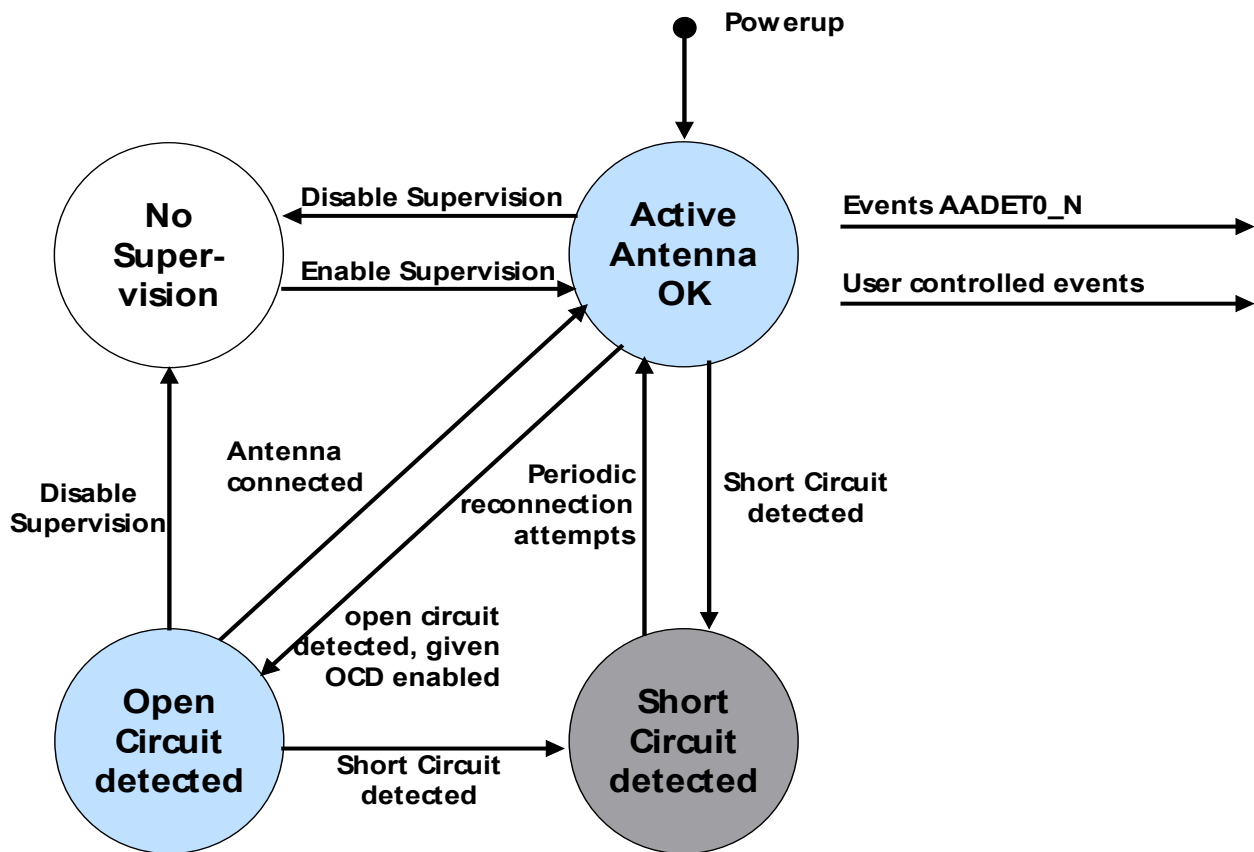 Powerup
Disable Supervision
Enable Supervision
No
Super-
vision
Active
Antenna
OK
Events AADET0_N
User controlled events
Antenna
connected
Periodic
reconnection
attempts
Short Circuit
detected
Disable
Supervision
open circuit
detected, given
OCD enabled
Open
Circuit
detected
Short Circuit
detected
Short
Circuit
detected